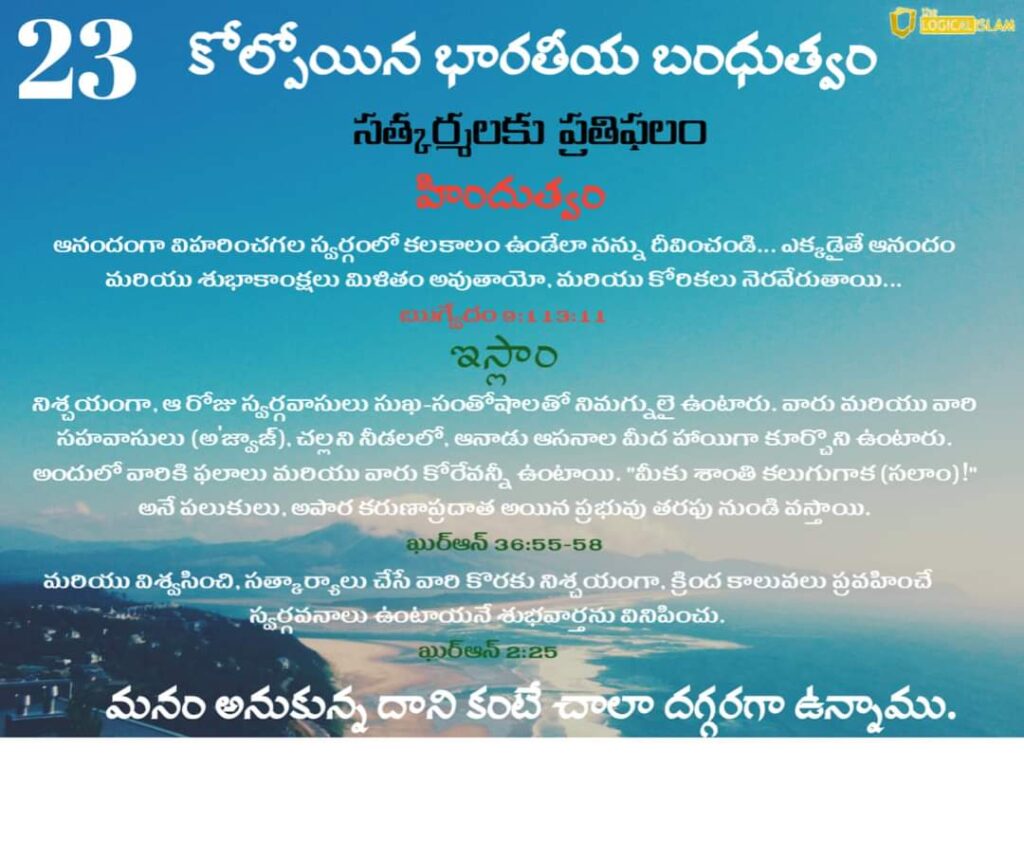 23
the
LOGICAL ISLAM
కోల్పోయిన భారతీయ బంధుత్వం
సత్కర్మలకు ప్రతిఫలం
హిందుత్వం
ఆనందంగా విహరించగల స్వర్గంలో కలకాలం ఉండేలా నన్ను దీవించండి... ఎక్కడైతే ఆనందం
మరియు శుభాకాంక్షలు మిళితం అవుతాయో, మరియు కోరికలు నెరవేరుతాయి...
ఋగ్వేదం 9:113:11
ఇస్లాం
నిశ్చయంగా, ఆ రోజు స్వర్గవాసులు సుఖ-సంతోషాలతో నిమగ్నులై ఉంటారు. వారు మరియు వారి
సహవాసులు (అ'జ్వాజ్), చల్లని నీడలలో, ఆనాడు ఆసనాల మీద హాయిగా కూర్చొని ఉంటారు.
అందులో వారికి ఫలాలు మరియు వారు కోరేవన్నీ ఉంటాయి. "మీకు శాంతి కలుగుగాక (సలాం)!"
అనే పలుకులు, అపార కరుణాప్రదాత అయిన ప్రభువు తరఫు నుండి వస్తాయి.
ఖుర్ఆన్ 36:55-58
మరియు విశ్వసించి, సత్కార్యాలు చేసే వారి కొరకు నిశ్చయంగా, క్రింద కాలువలు ప్రవహించే
స్వర్గవనాలు ఉంటాయనే శుభవార్తను వినిపించు.
ఖుర్ఆన్ 2:25
మనం అనుకున్న దాని కంటే చాలా దగ్గరగా ఉన్నాము.